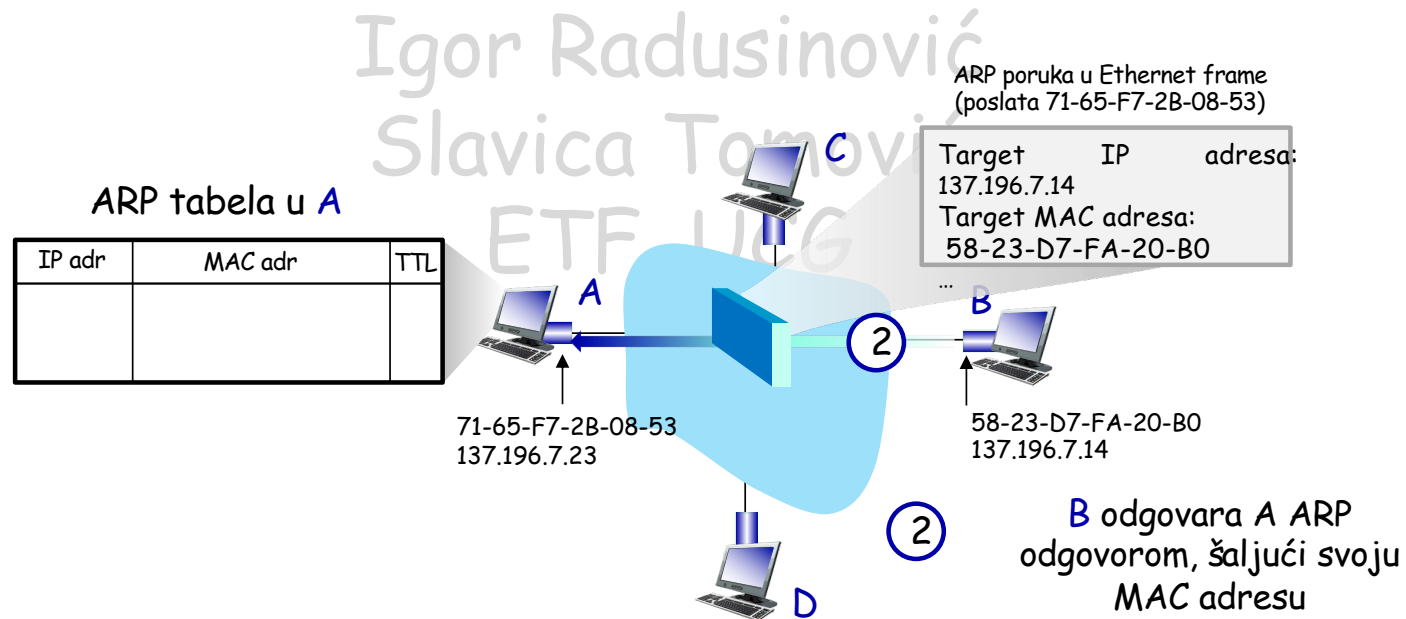 Igor Radusinović
Slavica Tomović
ETF UCG
ARP poruka u Ethernet frame
(poslata 71-65-F7-2B-08-53)
Target IP adresa:
137.196.7.14
Target MAC adresa:
58-23-D7-FA-20-B0
...
ARP tabela u A
IP adr MAC adr TTL
C
A
B
2
71-65-F7-2B-08-53
137.196.7.23
58-23-D7-FA-20-B0
137.196.7.14
D
2
B odgovara A ARP
odgovorom, šaljući svoju
MAC adresu